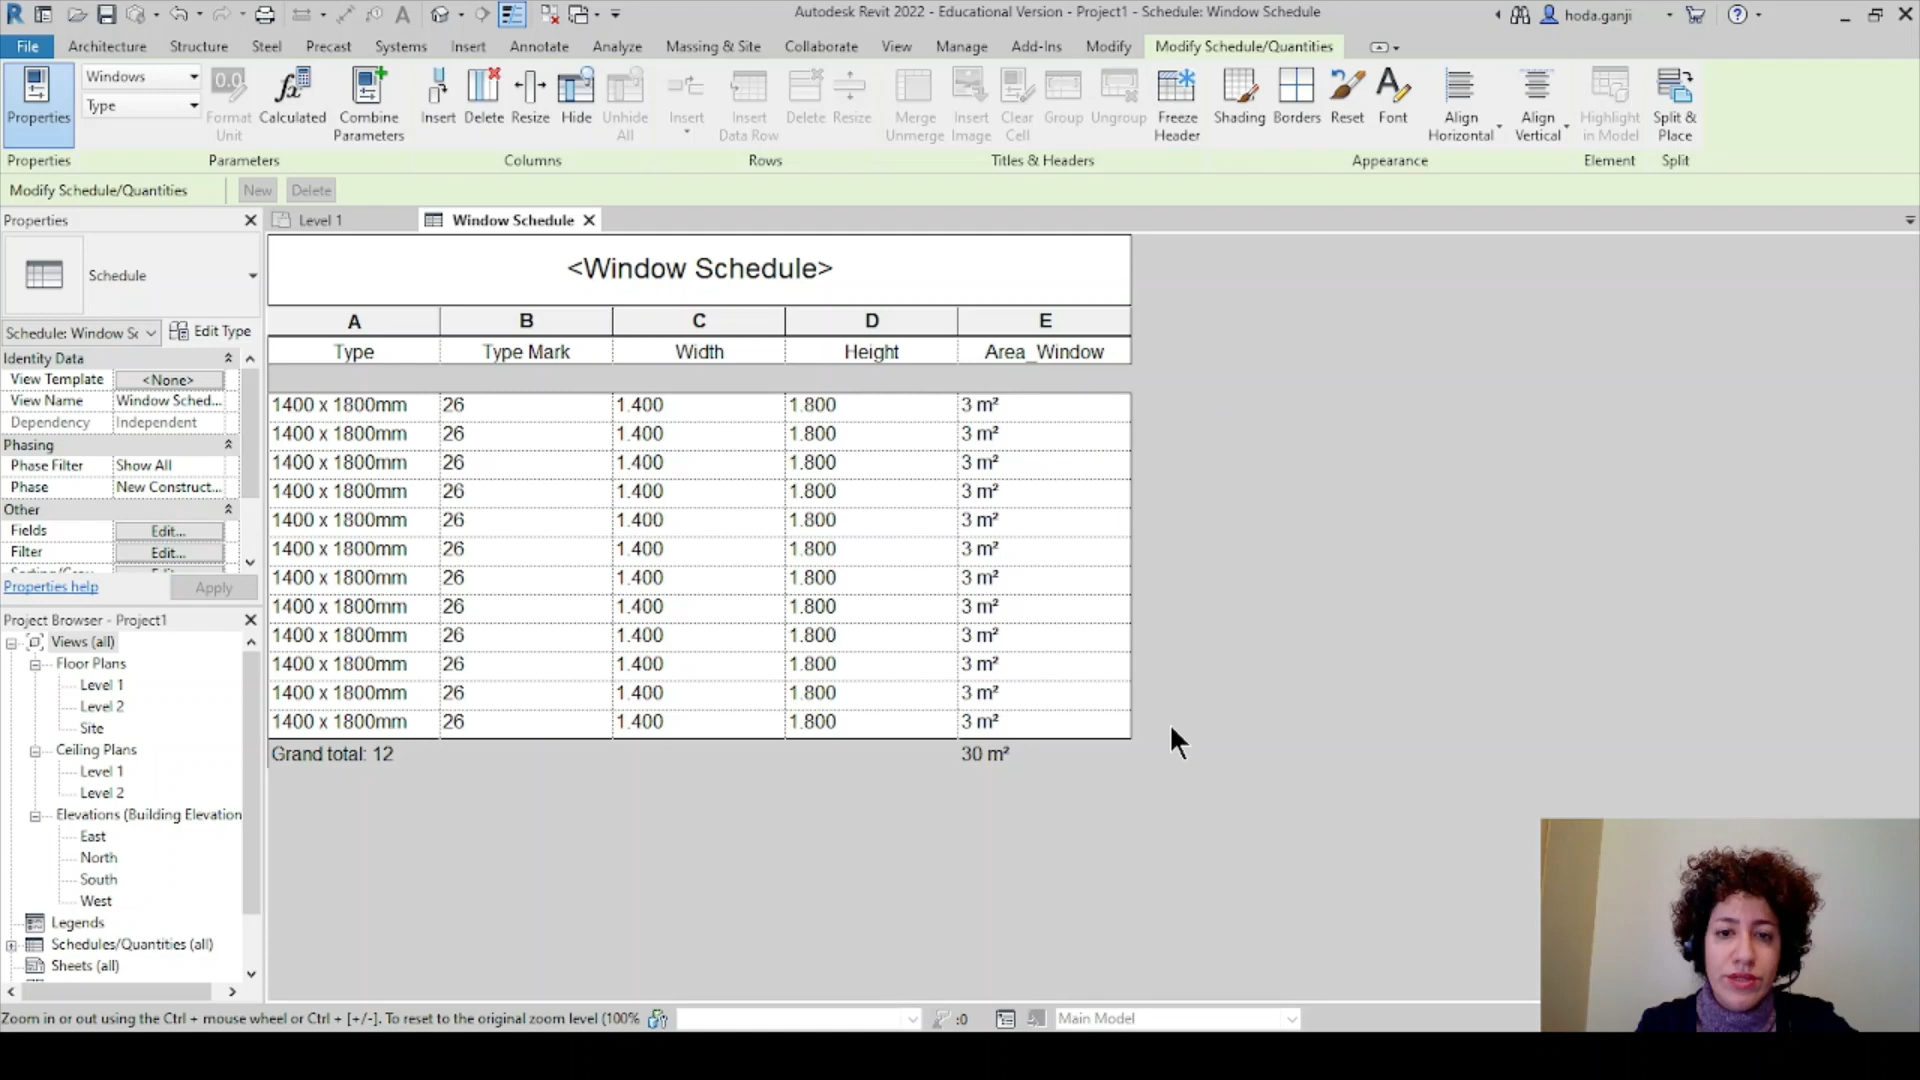 Autodesk Revit 2022 - Educational Version - Project1 - Schedule: Window Schedule
hoda.ganji
File Architecture Structure Steel Precast Systems Insert Annotate Analyze Massing & Site Collaborate View Manage Add-Ins Modify Modify Schedule/Quantities
Properties
Windows
Type
Format Unit
Calculated
Combine Parameters
Insert
Delete
Resize
Hide
Unhide All
Insert
Insert Data Row
Delete
Resize
Merge Unmerge
Insert Image
Clear Cell
Group
Ungroup
Freeze Header
Shading
Borders
Reset
Font
Align Horizontal
Align Vertical
Highlight in Model
Split & Place
Properties Parameters Columns Rows Titles & Headers Appearance Element Split
Modify Schedule/Quantities New Delete
Properties
Level 1
Window Schedule
Schedule
Schedule: Window Sc
Edit Type
Identity Data
View Template <None>
View Name Window Sched...
Dependency Independent
Phasing
Phase Filter Show All
Phase New Construct...
Other
Fields Edit...
Filter Edit...
Properties help Apply
Project Browser - Project1
Views (all)
Floor Plans
Level 1
Level 2
Site
Ceiling Plans
Level 1
Level 2
Elevations (Building Elevation
East
North
South
West
Legends
Schedules/Quantities (all)
Sheets (all)
<Window Schedule>
A B C D E
Type Type Mark Width Height Area_Window
1400 x 1800mm 26 1.400 1.800 3 m²
1400 x 1800mm 26 1.400 1.800 3 m²
1400 x 1800mm 26 1.400 1.800 3 m²
1400 x 1800mm 26 1.400 1.800 3 m²
1400 x 1800mm 26 1.400 1.800 3 m²
1400 x 1800mm 26 1.400 1.800 3 m²
1400 x 1800mm 26 1.400 1.800 3 m²
1400 x 1800mm 26 1.400 1.800 3 m²
1400 x 1800mm 26 1.400 1.800 3 m²
1400 x 1800mm 26 1.400 1.800 3 m²
1400 x 1800mm 26 1.400 1.800 3 m²
1400 x 1800mm 26 1.400 1.800 3 m²
Grand total: 12 30 m²
Zoom in or out using the Ctrl + mouse wheel or Ctrl + [+/-]. To reset to the original zoom level (100%
:0
Main Model